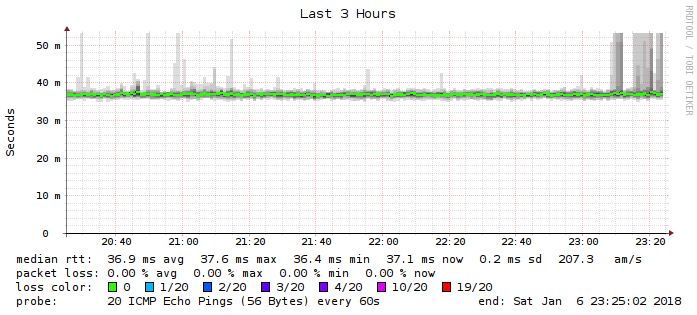 Last 3 Hours
RRDTOOL / TOBI OETIKER
Seconds
50 m
40 m
30 m
20 m
10 m
0
20:40 21:00 21:20 21:40 22:00 22:20 22:40 23:00 23:20
median rtt: 36.9 ms avg 37.6 ms max 36.4 ms min 37.1 ms now 0.2 ms sd 207.3 am/s
packet loss: 0.00 % avg 0.00 % max 0.00 % min 0.00 % now
loss color: 0 1/20 2/20 3/20 4/20 10/20 19/20
probe: 20 ICMP Echo Pings (56 Bytes) every 60s end: Sat Jan 6 23:25:02 2018